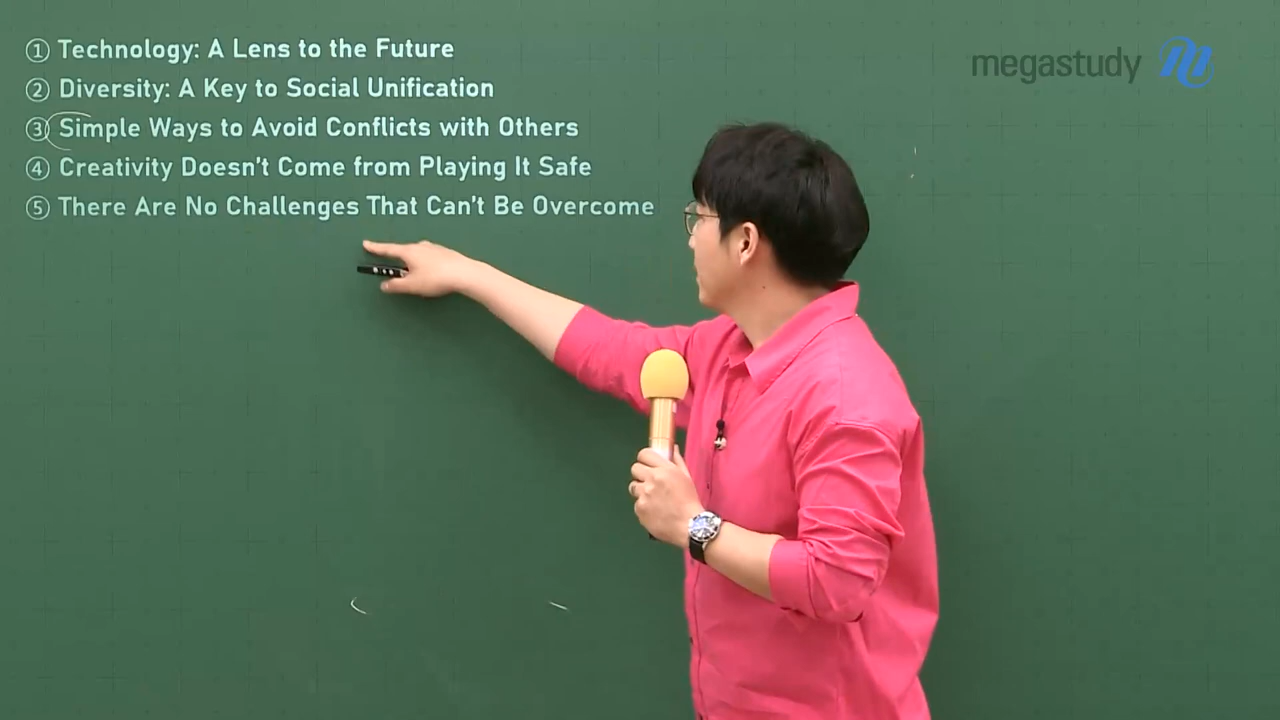 ① Technology: A Lens to the Future
② Diversity: A Key to Social Unification
③ Simple Ways to Avoid Conflicts with Others
④ Creativity Doesn't Come from Playing It Safe
⑤ There Are No Challenges That Can't Be Overcome
megastudy